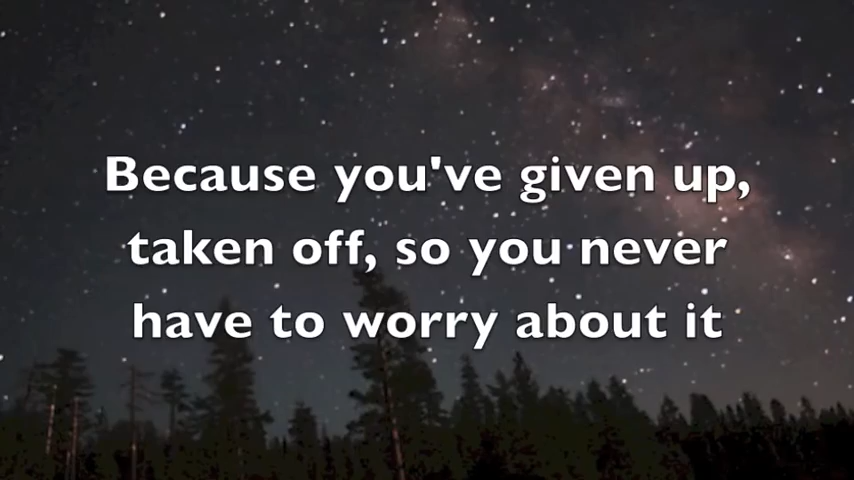 Because you've given up,
taken off, so you never
have to worry about it